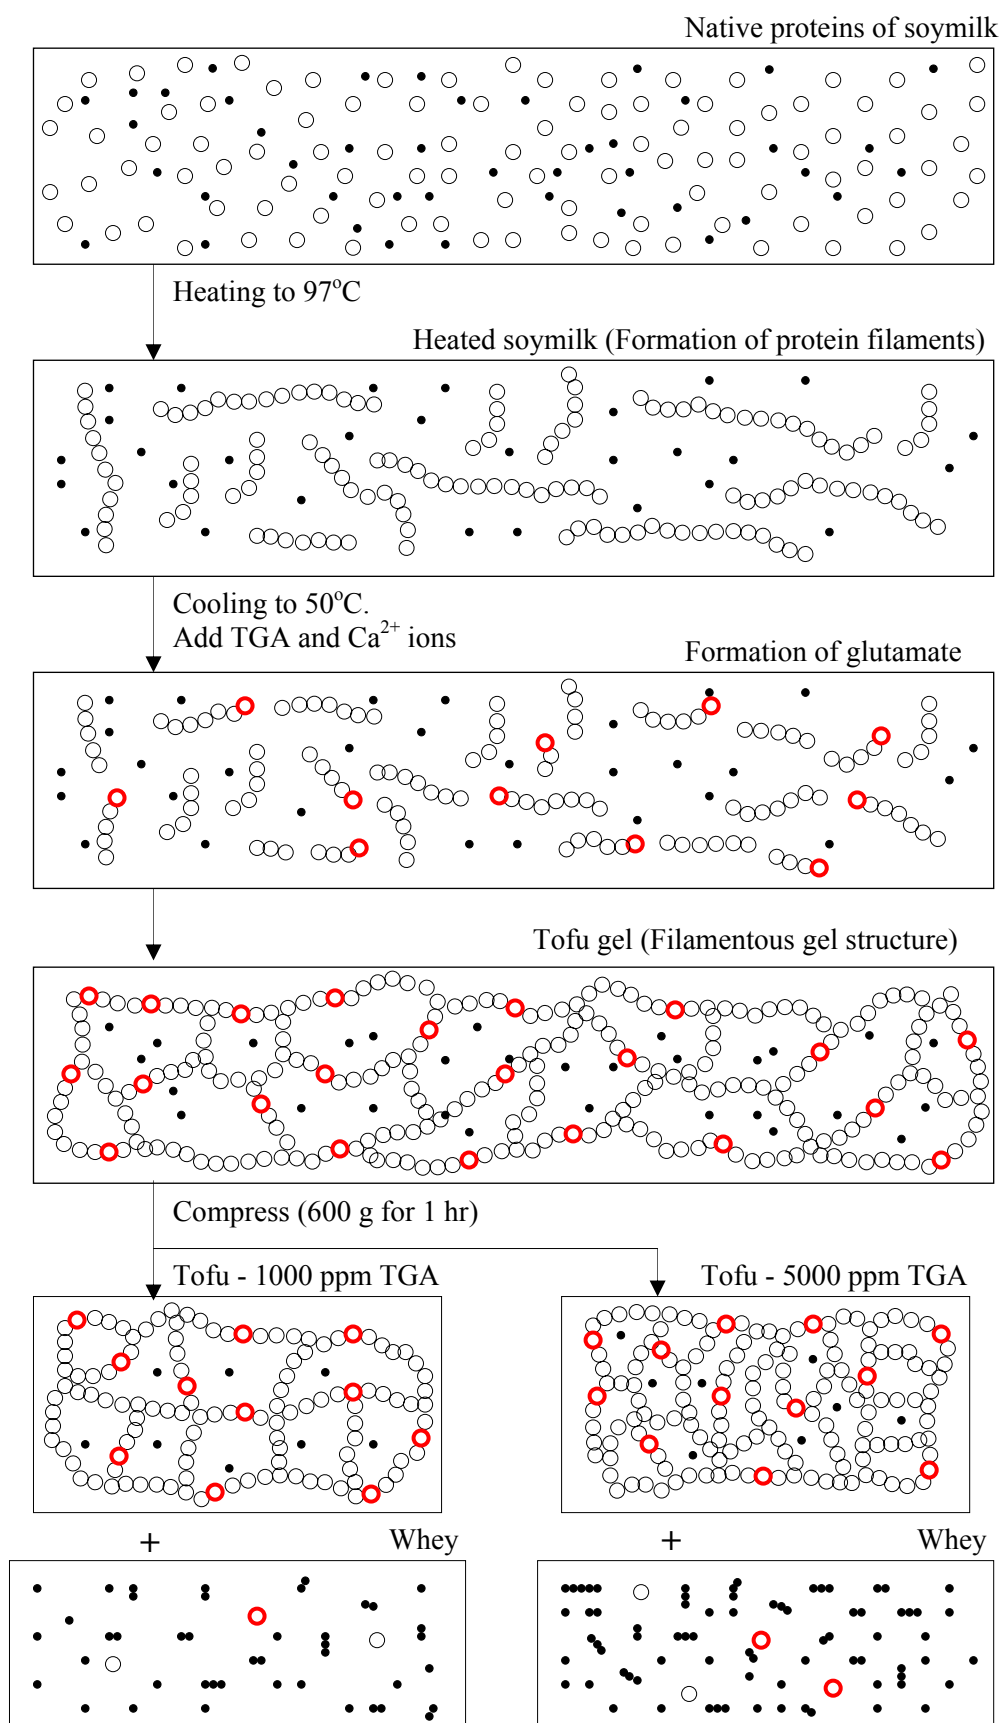 Native proteins of soymilk
Heating to 97°C
Heated soymilk (Formation of protein filaments)
Cooling to 50°C.
Add TGA and Ca²⁺ ions
Formation of glutamate
Tofu gel (Filamentous gel structure)
Compress (600 g for 1 hr)
Tofu - 1000 ppm TGA
Tofu - 5000 ppm TGA
+ Whey
+ Whey